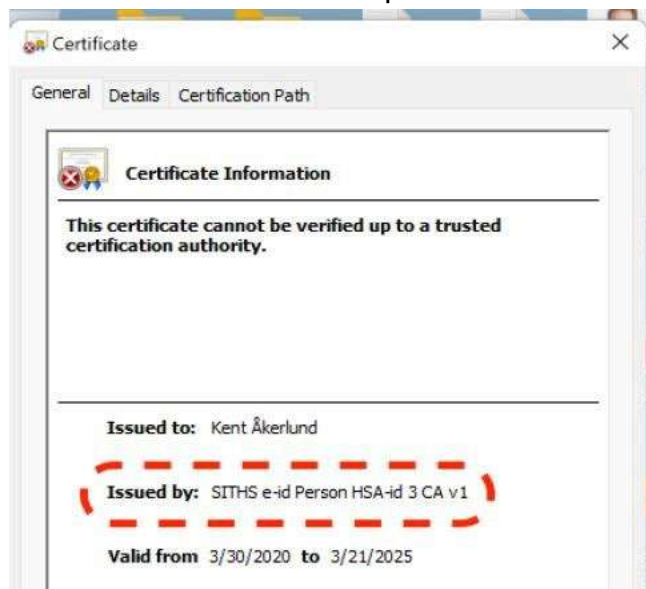 Certificate
General Details Certification Path
Certificate Information
This certificate cannot be verified up to a trusted
certification authority.
Issued to: Kent Åkerlund
Issued by: SITHS e-id Person HSA-id 3 CA v1
Valid from 3/30/2020 to 3/21/2025